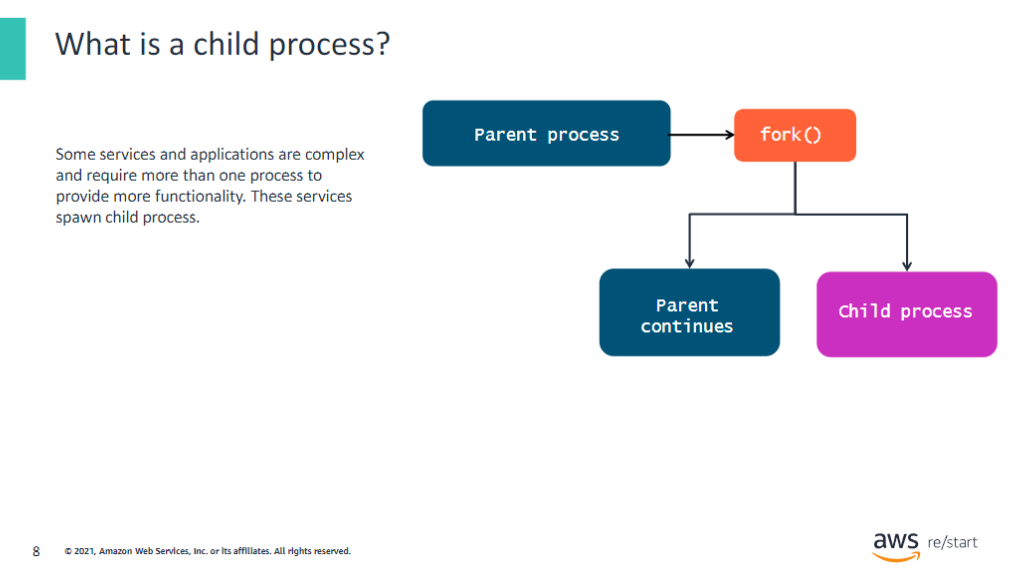 What is a child process?
Some services and applications are complex
and require more than one process to
provide more functionality. These services
spawn child process.
Parent process
fork()
Parent
continues
Child process
8
© 2021, Amazon Web Services, Inc. or its affiliates. All rights reserved.
aws re/start